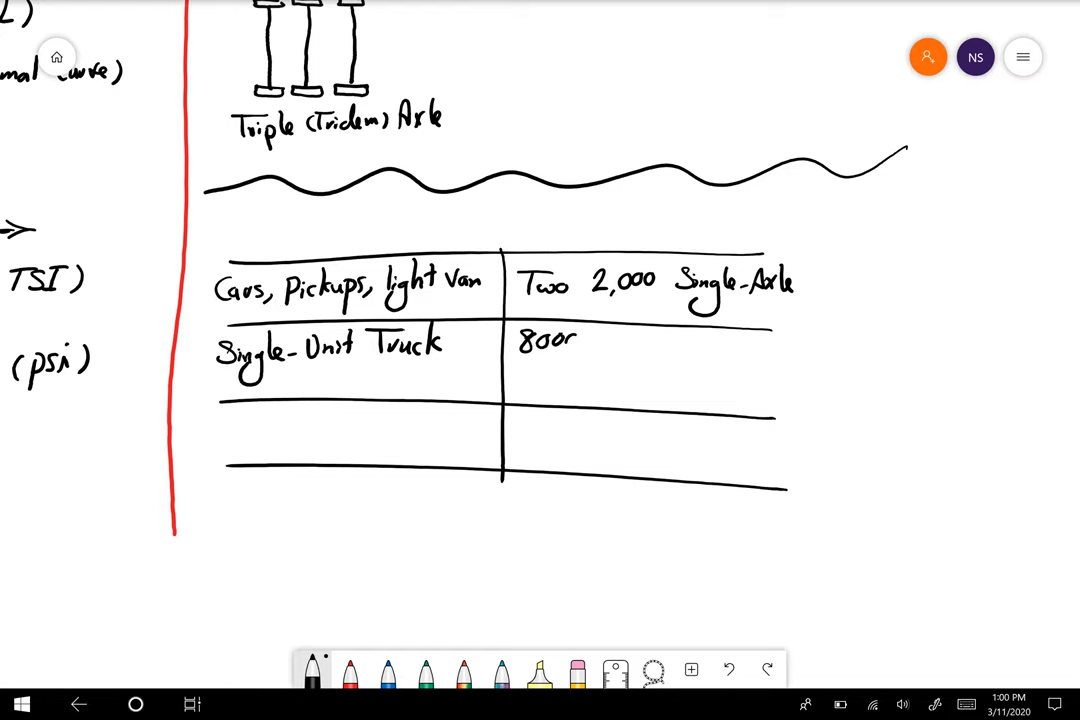 L)
mal Curve)
TSI)
(psi)
Triple (Tridem) Axle
Cars, Pickups, light Van Two 2,000 Single-Axle
Single-Unit Truck 800
NS
1:00 PM
3/11/2020